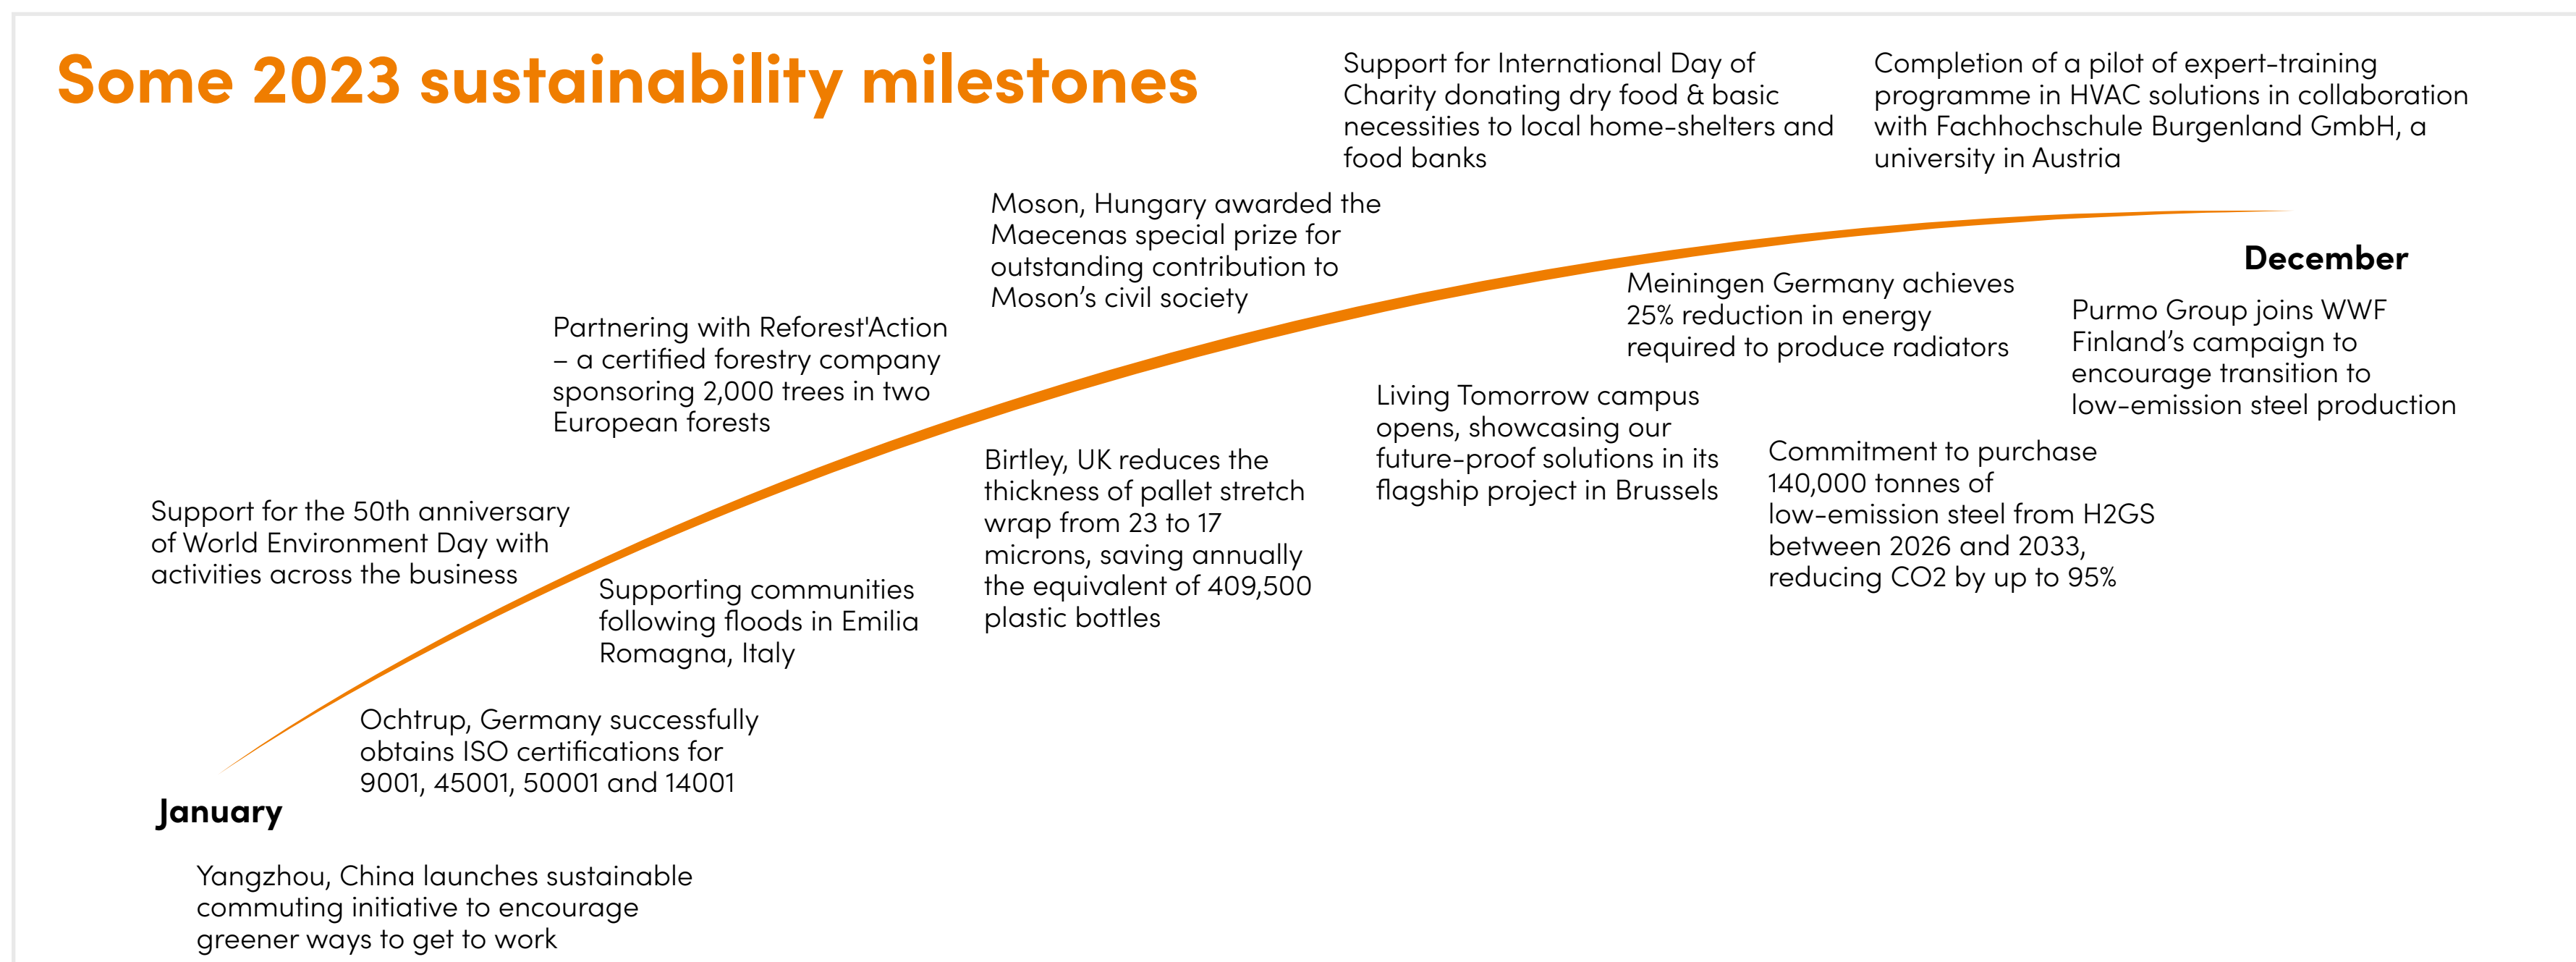 Some 2023 sustainability milestones
Support for International Day of
Charity donating dry food & basic
necessities to local home-shelters and
food banks
Completion of a pilot of expert-training
programme in HVAC solutions in collaboration
with Fachhochschule Burgenland GmbH, a
university in Austria
Moson, Hungary awarded the
Maecenas special prize for
outstanding contribution to
Moson’s civil society
Partnering with Reforest'Action
– a certified forestry company
sponsoring 2,000 trees in two
European forests
Support for the 50th anniversary
of World Environment Day with
activities across the business
December
Purmo Group joins WWF
Finland’s campaign to
encourage transition to
low-emission steel production
Meiningen Germany achieves
25% reduction in energy
required to produce radiators
Living Tomorrow campus
opens, showcasing our
future-proof solutions in its
flagship project in Brussels
Commitment to purchase
140,000 tonnes of
low-emission steel from H2GS
between 2026 and 2033,
reducing CO2 by up to 95%
Birtley, UK reduces the
thickness of pallet stretch
wrap from 23 to 17
microns, saving annually
the equivalent of 409,500
plastic bottles
Supporting communities
following floods in Emilia
Romagna, Italy
Ochtrup, Germany successfully
obtains ISO certifications for
9001, 45001, 50001 and 14001
January
Yangzhou, China launches sustainable
commuting initiative to encourage
greener ways to get to work